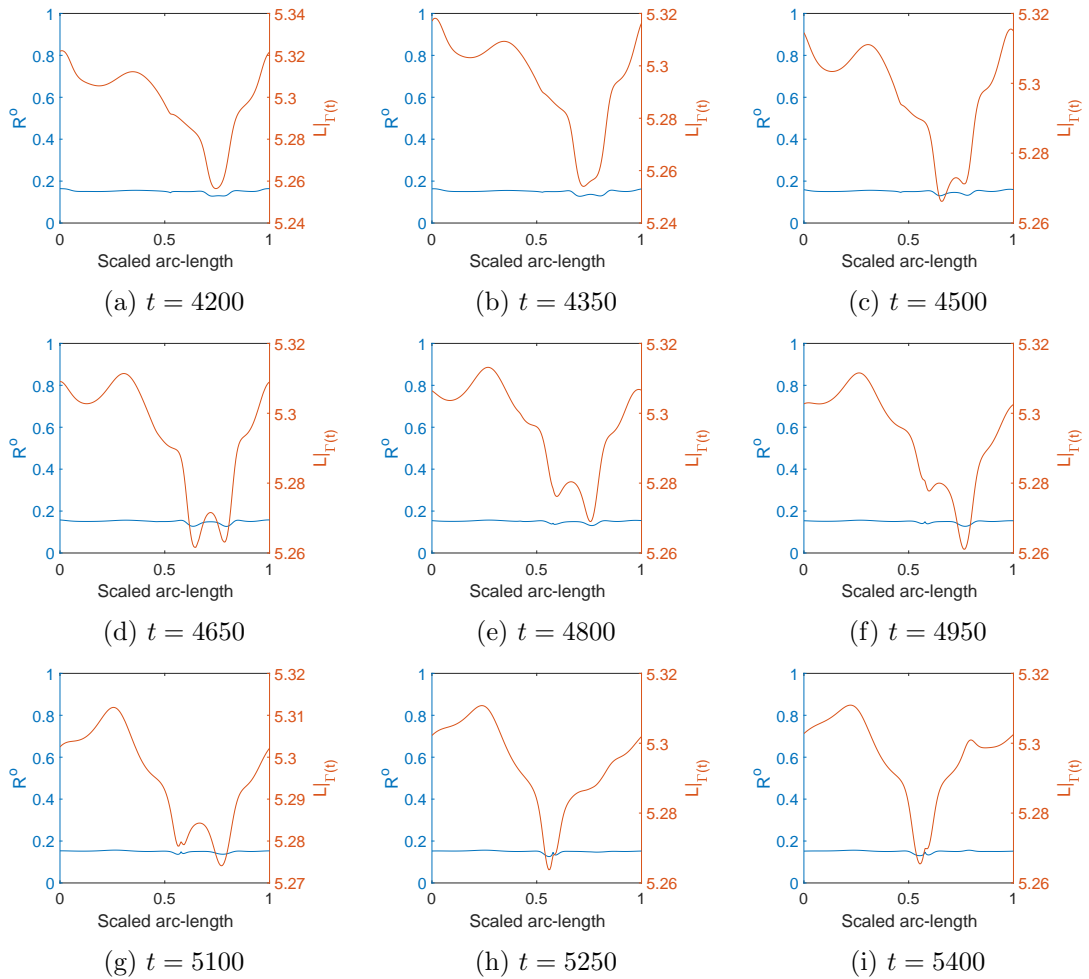 1
0.8
0.6
0.4
0.2
0
R^o
5.34
5.32
5.3
5.28
5.26
5.24
L|_Γ(t)
0 0.5 1
Scaled arc-length
(a) t = 4200
1
0.8
0.6
0.4
0.2
0
R^o
5.32
5.3
5.28
5.26
5.24
L|_Γ(t)
0 0.5 1
Scaled arc-length
(b) t = 4350
1
0.8
0.6
0.4
0.2
0
R^o
5.32
5.3
5.28
5.26
L|_Γ(t)
0 0.5 1
Scaled arc-length
(c) t = 4500
1
0.8
0.6
0.4
0.2
0
R^o
5.32
5.3
5.28
5.26
L|_Γ(t)
0 0.5 1
Scaled arc-length
(d) t = 4650
1
0.8
0.6
0.4
0.2
0
R^o
5.32
5.3
5.28
5.26
L|_Γ(t)
0 0.5 1
Scaled arc-length
(e) t = 4800
1
0.8
0.6
0.4
0.2
0
R^o
5.32
5.3
5.28
5.26
L|_Γ(t)
0 0.5 1
Scaled arc-length
(f) t = 4950
1
0.8
0.6
0.4
0.2
0
R^o
5.32
5.31
5.3
5.29
5.28
5.27
L|_Γ(t)
0 0.5 1
Scaled arc-length
(g) t = 5100
1
0.8
0.6
0.4
0.2
0
R^o
5.32
5.3
5.28
5.26
L|_Γ(t)
0 0.5 1
Scaled arc-length
(h) t = 5250
1
0.8
0.6
0.4
0.2
0
R^o
5.32
5.3
5.28
5.26
L|_Γ(t)
0 0.5 1
Scaled arc-length
(i) t = 5400